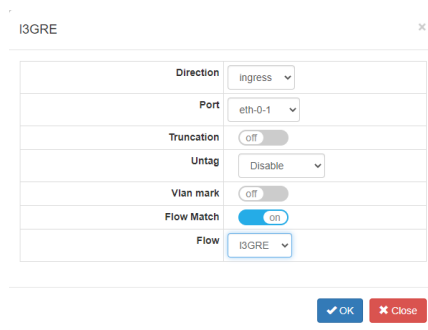 l3GRE ×
Direction ingress
Port eth-0-1
Truncation off
Untag Disable
Vlan mark off
Flow Match on
Flow l3GRE
OK Close